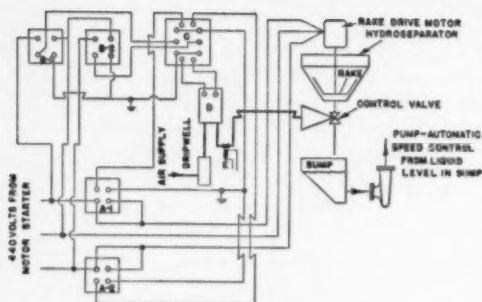 RAKE DRIVE MOTOR
HYDROSEPARATOR
RAKE
CONTROL VALVE
PUMP-AUTOMATIC
SPEED CONTROL
FROM LIQUID
LEVEL IN SUMP
SUMP
C
D
AIR SUPPLY
DRIPWELL
A-1
A-2
440 VOLTS FROM
MOTOR STARTER